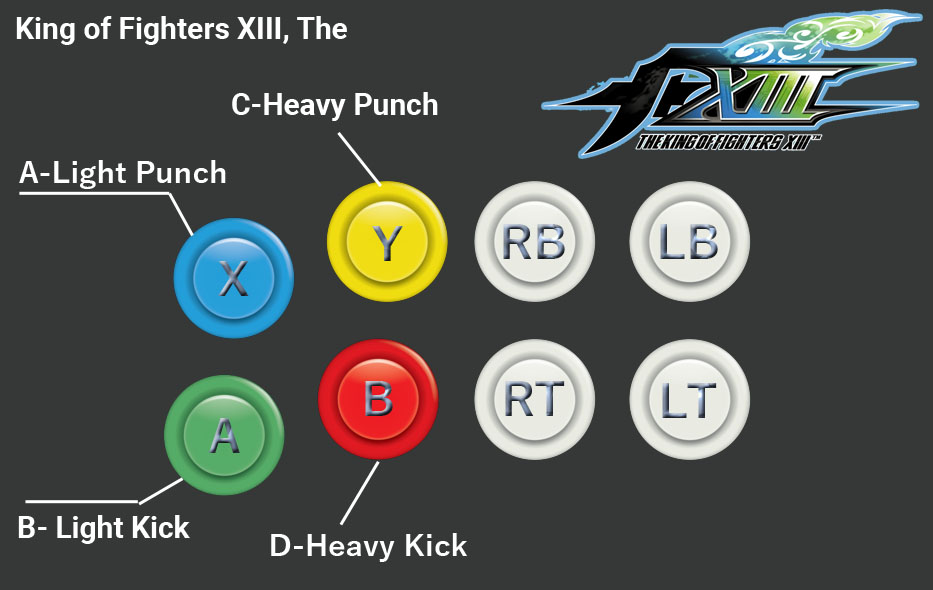 King of Fighters XIII, The
XIII
THE KING OF FIGHTERS XIII™
C-Heavy Punch
A-Light Punch
X
Y
RB
LB
A
B
RT
LT
B- Light Kick
D-Heavy Kick